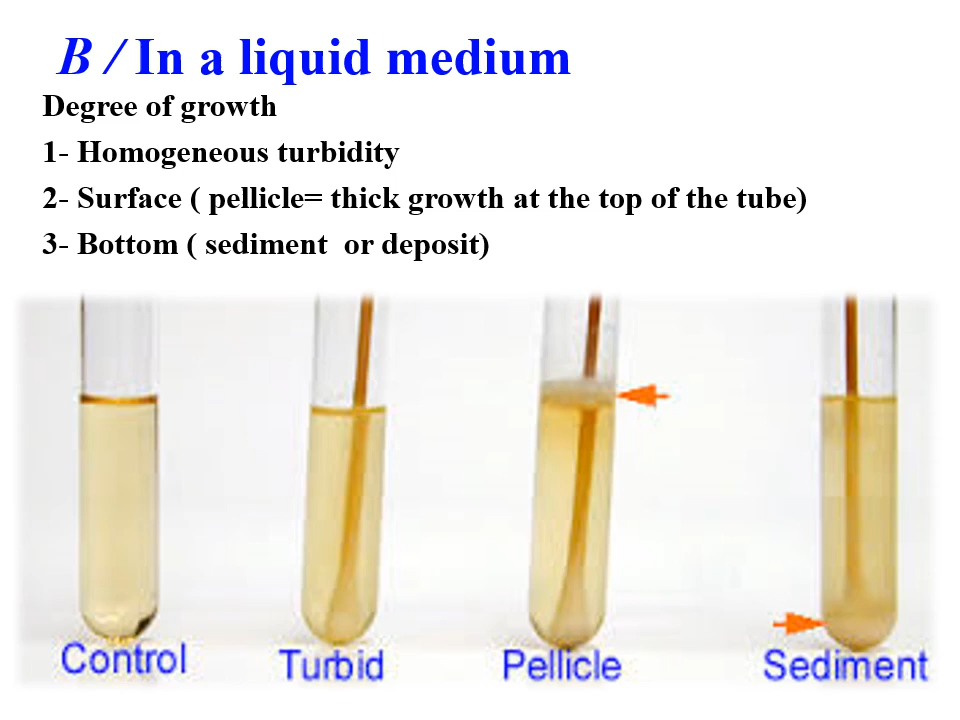 B / In a liquid medium
Degree of growth
1- Homogeneous turbidity
2- Surface ( pellicle= thick growth at the top of the tube)
3- Bottom ( sediment  or deposit)
Control Turbid Pellicle Sediment